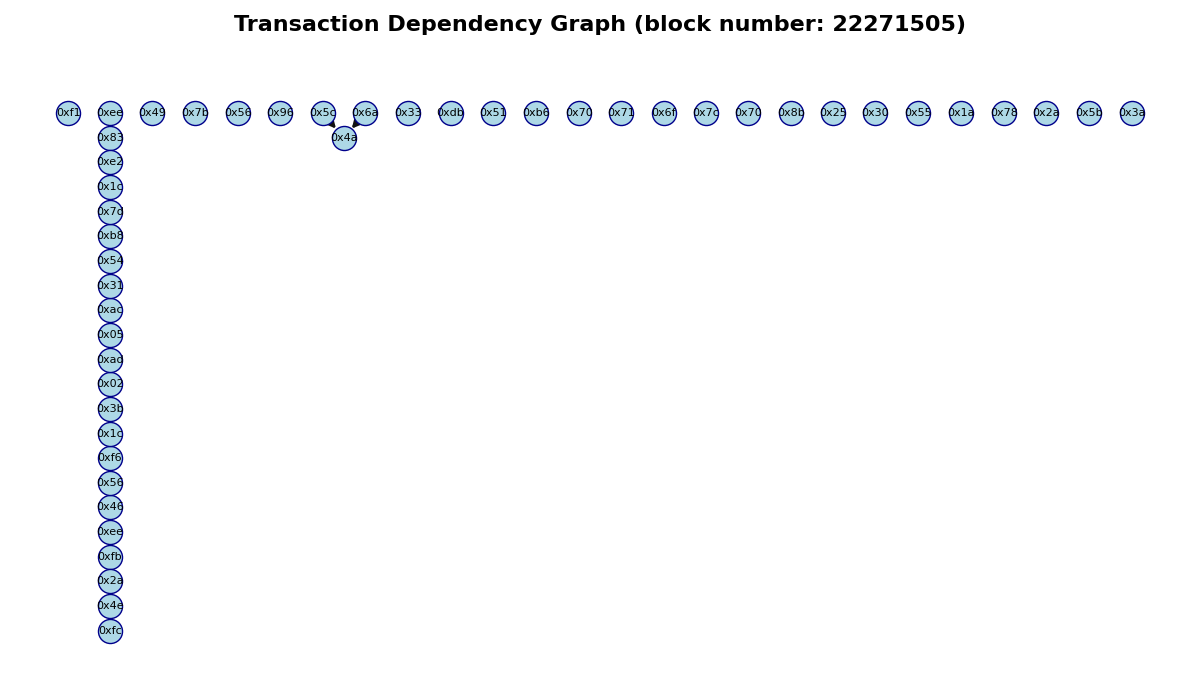 Transaction Dependency Graph (block number: 22271505)
0xf1 0xee 0x49 0x7b 0x56 0x96 0x5c 0x6a 0x33 0xdb 0x51 0xb6 0x70 0x71 0x6f 0x7c 0x70 0x8b 0x25 0x30 0x55 0x1a 0x78 0x2a 0x5b 0x3a
0x83 0x4a
0xe2
0x1c
0x7d
0xb8
0x54
0x31
0xac
0x05
0xad
0x02
0x3b
0x1c
0xf6
0x56
0x46
0xee
0xfb
0x2a
0x4e
0xfc